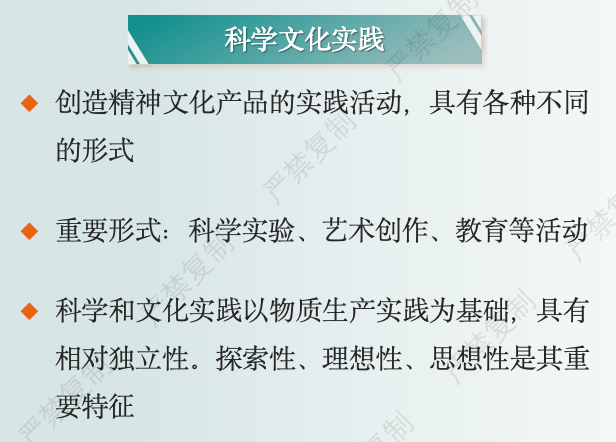 科学文化实践
创造精神文化产品的实践活动，具有各种不同
的形式
重要形式：科学实验、艺术创作、教育等活动
科学和文化实践以物质生产实践为基础，具有
相对独立性。探索性、理想性、思想性是其重
要特征
严禁复制
严禁复制
严禁复制
严禁复制
严禁复制
严禁复制